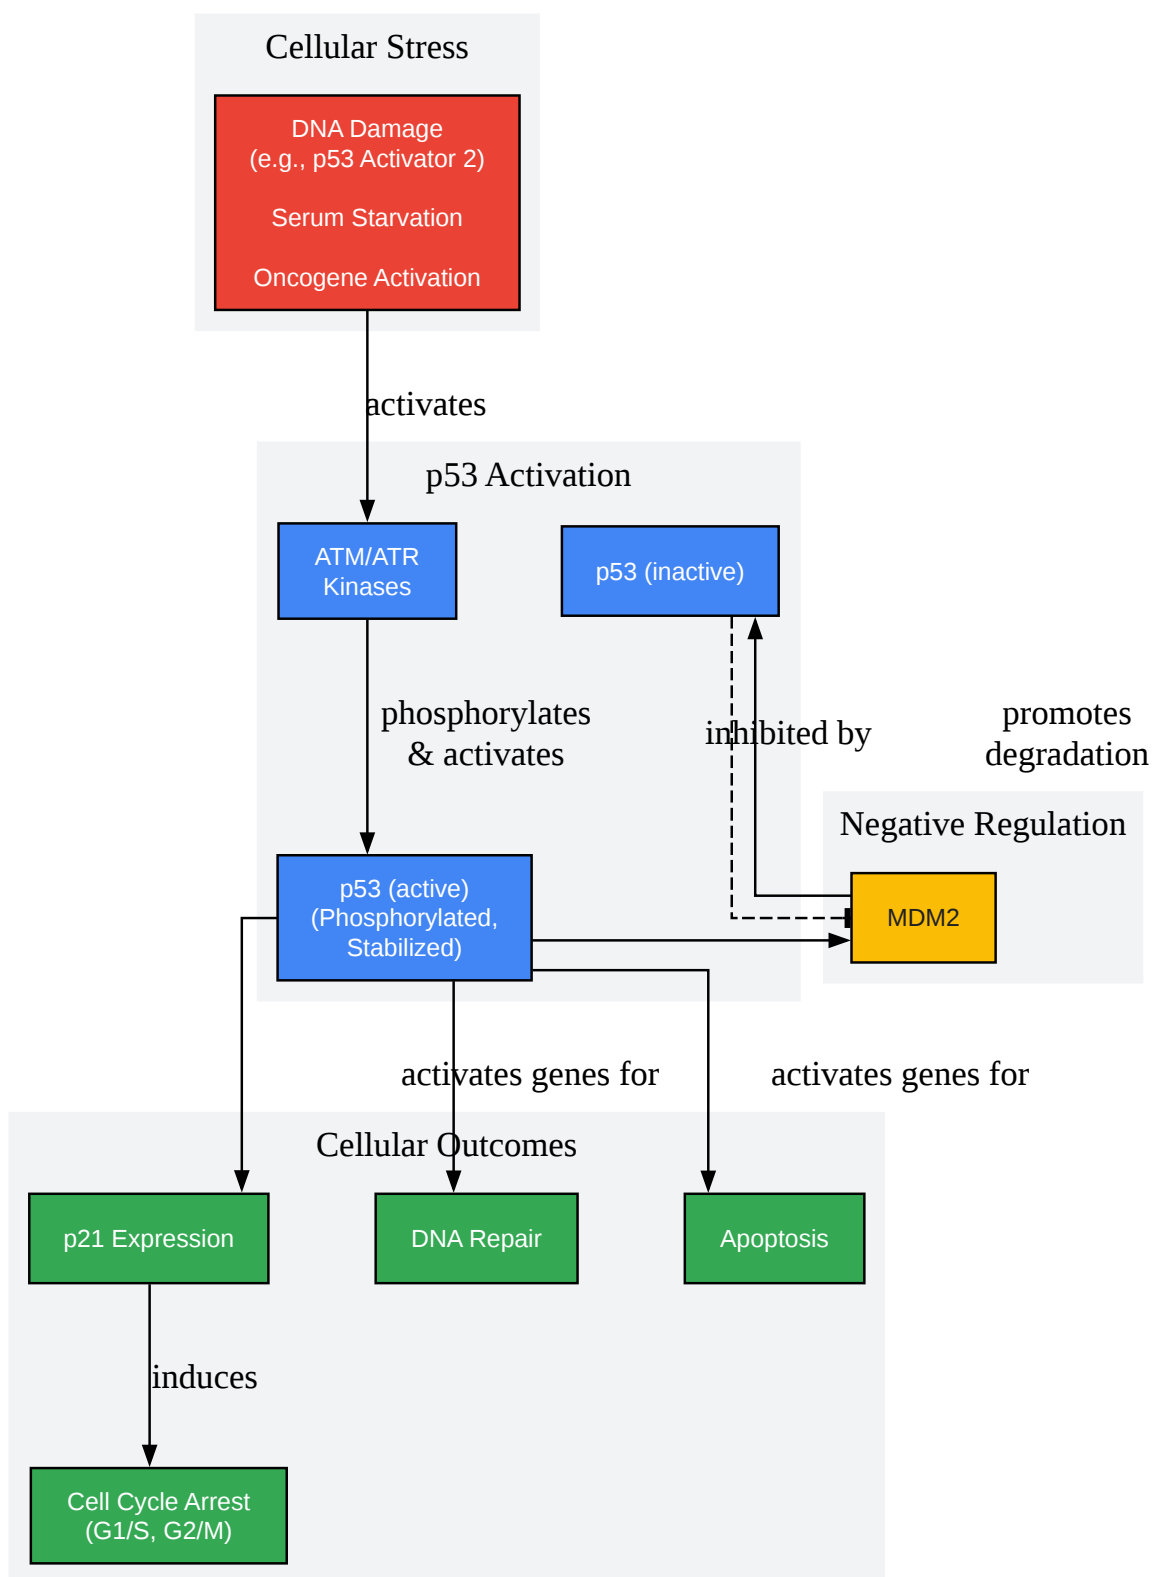 Cellular Stress
DNA Damage
(e.g., p53 Activator 2)
Serum Starvation
Oncogene Activation
activates
p53 Activation
ATM/ATR
Kinases
p53 (inactive)
phosphorylates
& activates
inhibited by
promotes
degradation
Negative Regulation
p53 (active)
(Phosphorylated,
Stabilized)
MDM2
activates genes for
activates genes for
Cellular Outcomes
p21 Expression
DNA Repair
Apoptosis
induces
Cell Cycle Arrest
(G1/S, G2/M)